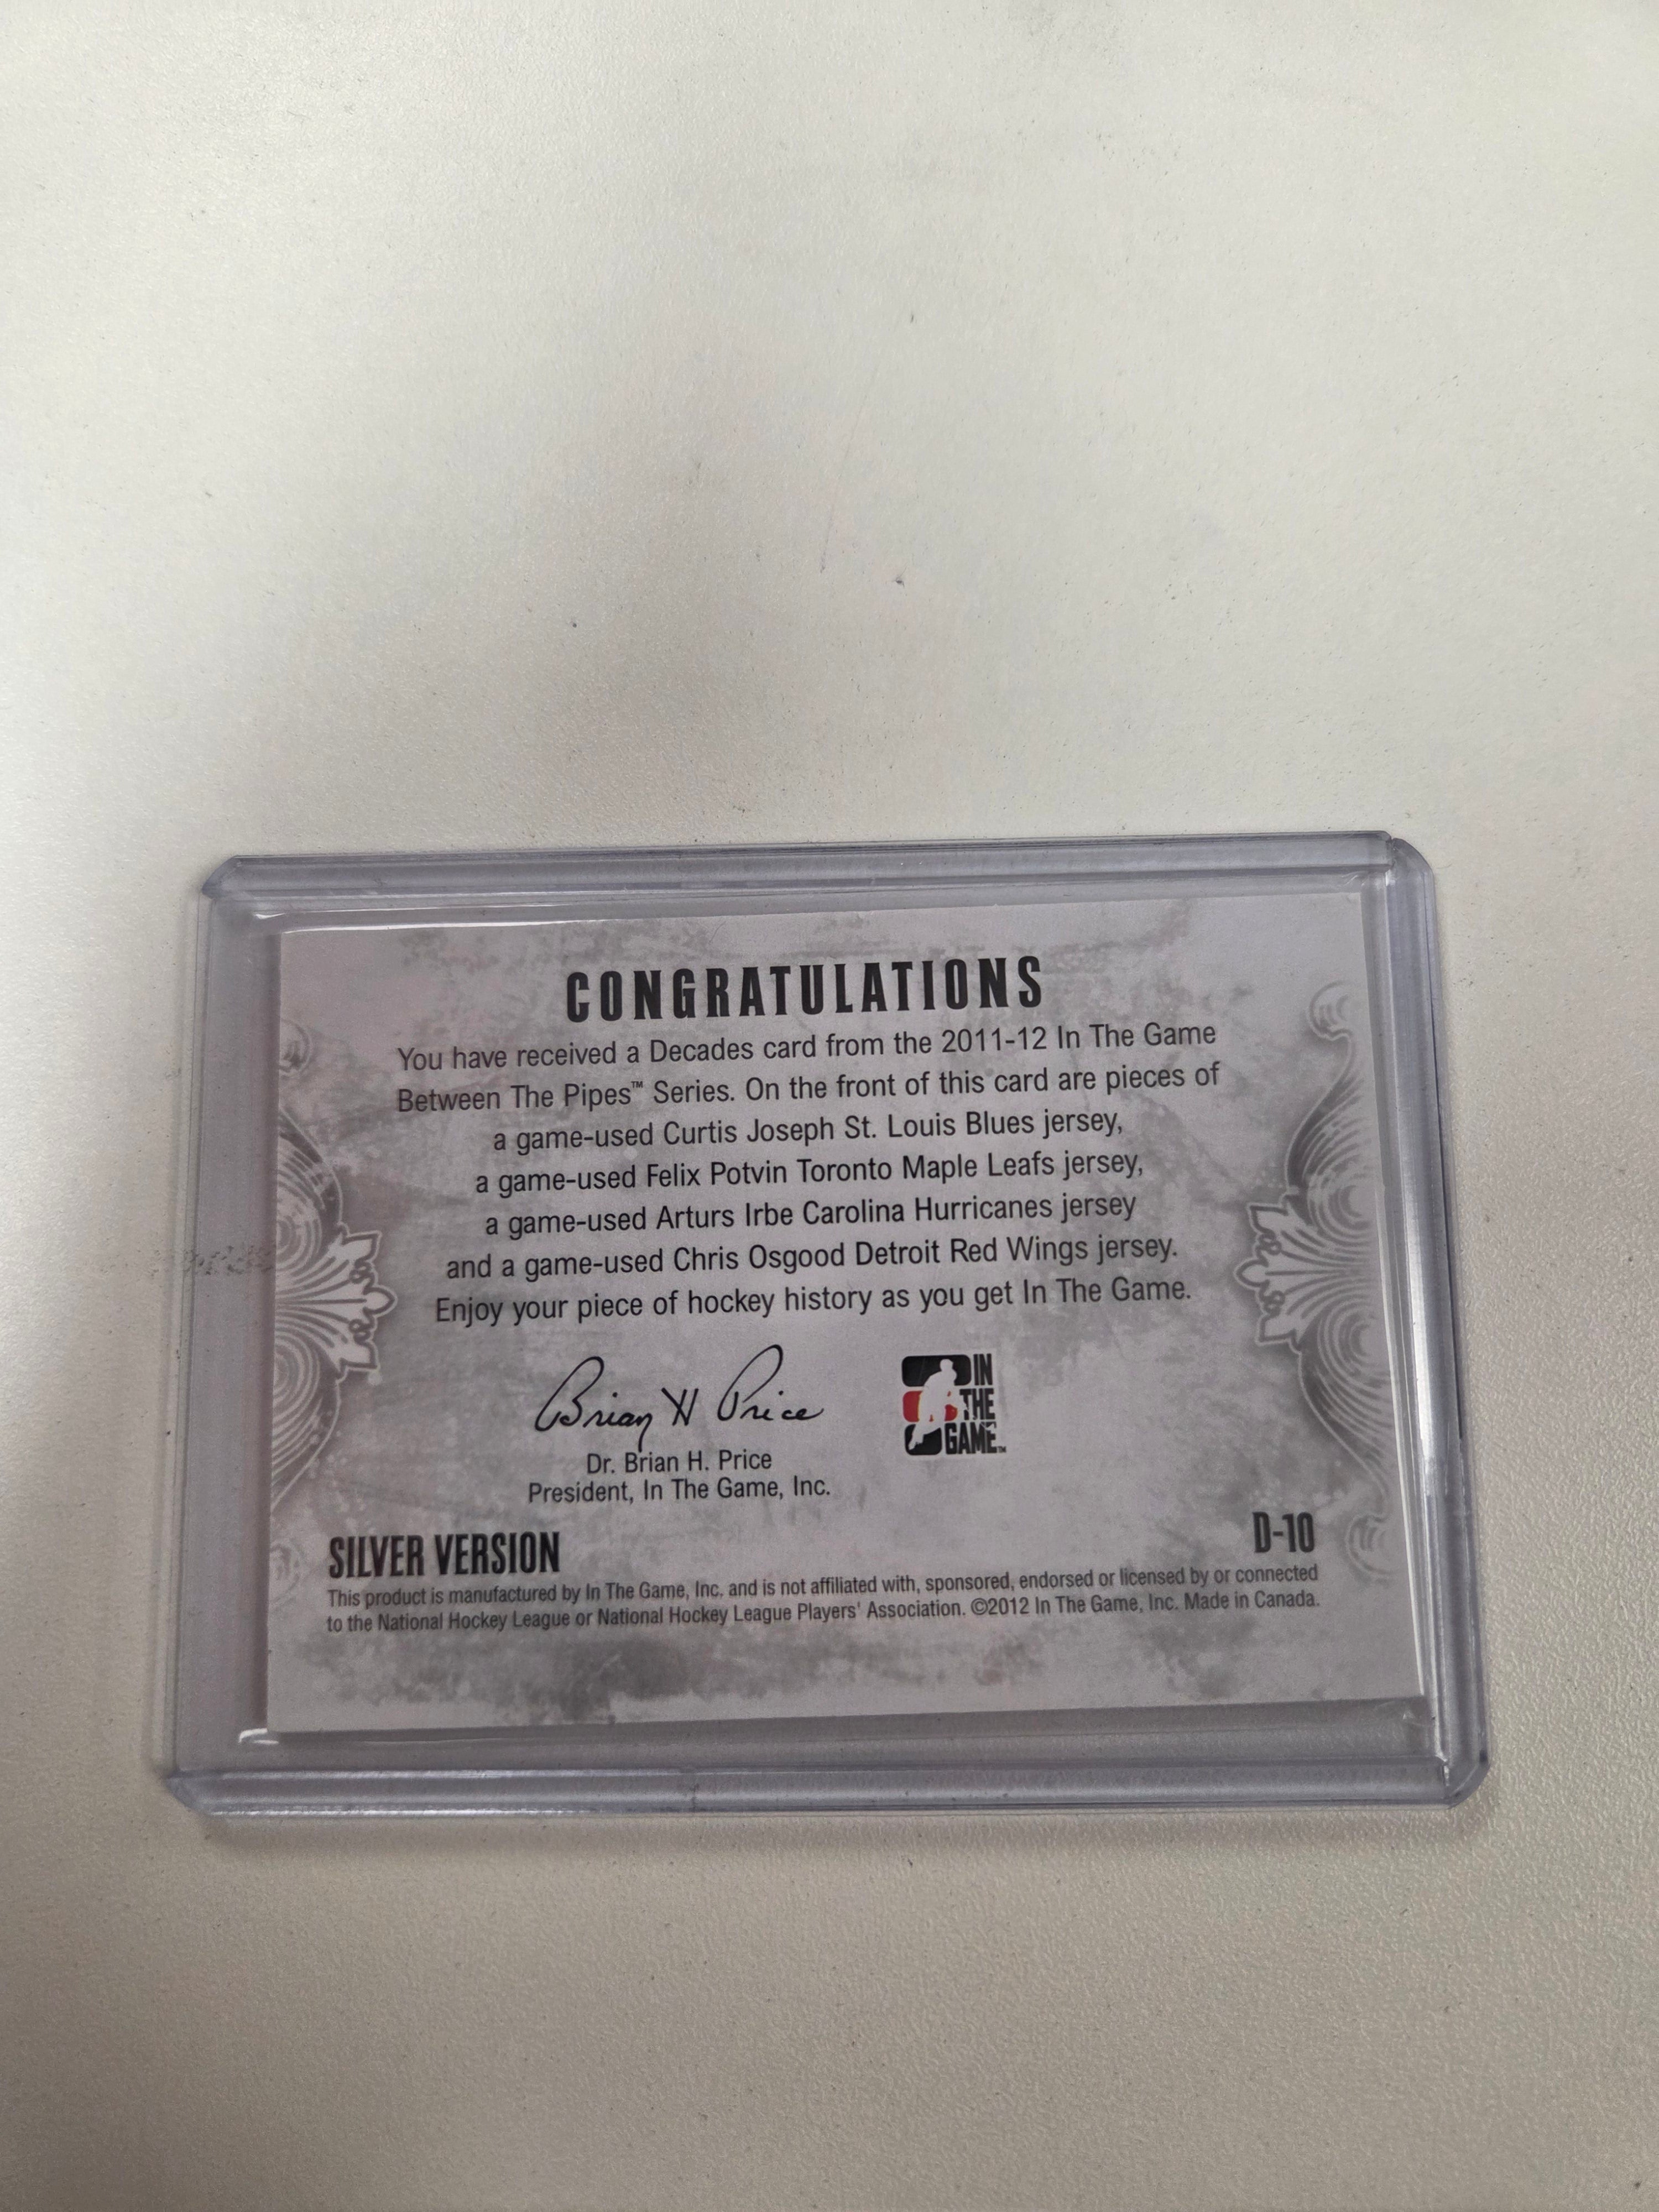 CONGRATULATIONS
You have received a Decades card from the 2011-12 In The Game
Between The Pipes™ Series. On the front of this card are pieces of
a game-used Curtis Joseph St. Louis Blues jersey,
a game-used Felix Potvin Toronto Maple Leafs jersey,
a game-used Arturs Irbe Carolina Hurricanes jersey
and a game-used Chris Osgood Detroit Red Wings jersey.
Enjoy your piece of hockey history as you get In The Game.
Brian H Price
IN
THE
GAME™
Dr. Brian H. Price
President, In The Game, Inc.
SILVER VERSION
D-10
This product is manufactured by In The Game, Inc. and is not affiliated with, sponsored, endorsed or licensed by or connected
to the National Hockey League or National Hockey League Players' Association. ©2012 In The Game, Inc. Made in Canada.